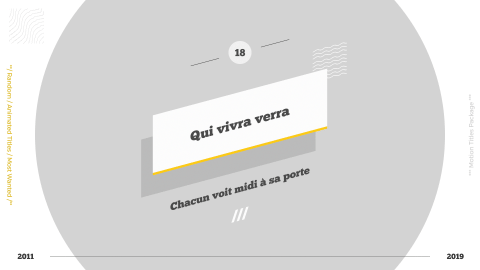 18
Qui vivra verra
Chacun voit midi à sa porte
**/ Random / Animated Titles / Most Wanted /**
** Motion Titles Package **
2011
2019